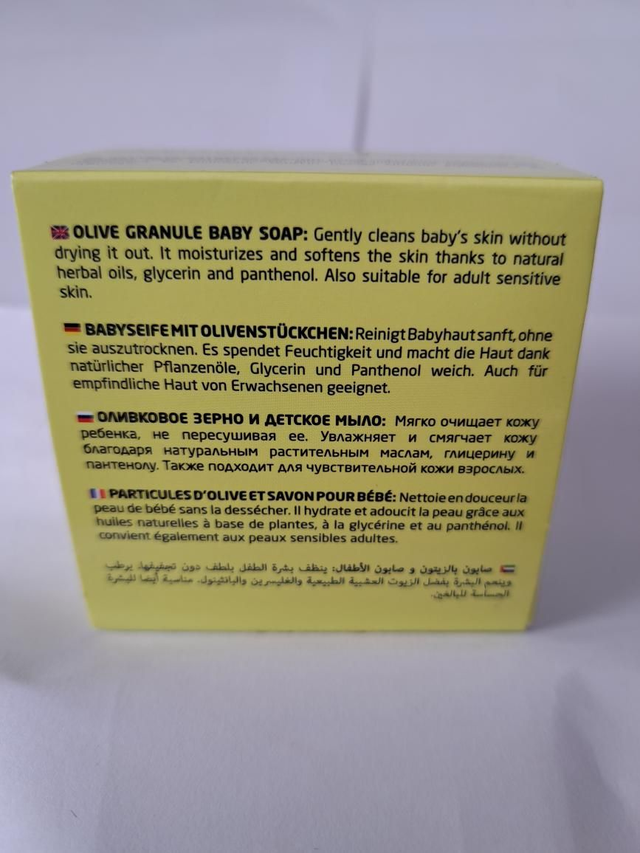 OLIVE GRANULE BABY SOAP: Gently cleans baby's skin without
drying it out. It moisturizes and softens the skin thanks to natural
herbal oils, glycerin and panthenol. Also suitable for adult sensitive
skin.
BABYSEIFE MIT OLIVENSTÜCKCHEN: Reinigt Babyhaut sanft, ohne
sie auszutrocknen. Es spendet Feuchtigkeit und macht die Haut dank
natürlicher Pflanzenöle, Glycerin und Panthenol weich. Auch für
empfindliche Haut von Erwachsenen geeignet.
ОЛИВКОВОЕ ЗЕРНО И ДЕТСКОЕ МЫЛО: Мягко очищает кожу
ребенка, не пересушивая ее. Увлажняет и смягчает кожу
благодаря натуральным растительным маслам, глицерину и
пантенолу. Также подходит для чувствительной кожи взрослых.
PARTICULES D'OLIVE ET SAVON POUR BÉBÉ: Nettoie en douceur la
peau de bébé sans la dessécher. Il hydrate et adoucit la peau grâce aux
huiles naturelles à base de plantes, à la glycérine et au panthénol. Il
convient également aux peaux sensibles adultes.
صابون بالزيتون و صابون الأطفال: ينظف بشرة الطفل بلطف دون تجفيفها. يرطب
وينعم البشرة بفضل الزيوت العشبية الطبيعية والغليسرين والبانثينول. مناسبة أيضًا للبشرة
الحساسة للبالغين.